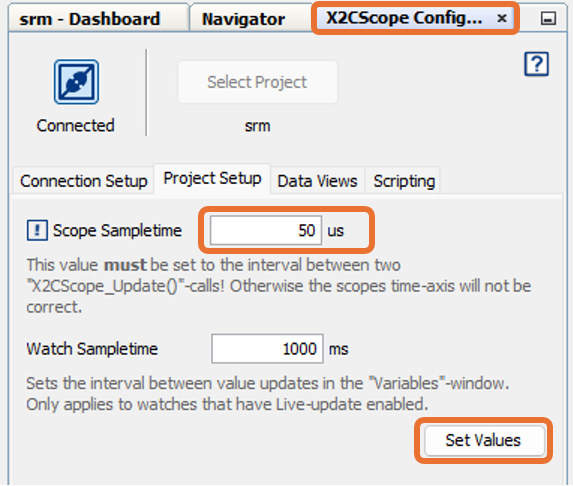 srm - Dashboard Navigator X2CScope Config... ×
?
Select Project
Connected srm
Connection Setup Project Setup Data Views Scripting
! Scope Sampletime 50 us
This value must be set to the interval between two
"X2CScope_Update()"-calls! Otherwise the scopes time-axis will not be
correct.
Watch Sampletime 1000 ms
Sets the interval between value updates in the "Variables"-window.
Only applies to watches that have Live-update enabled.
Set Values